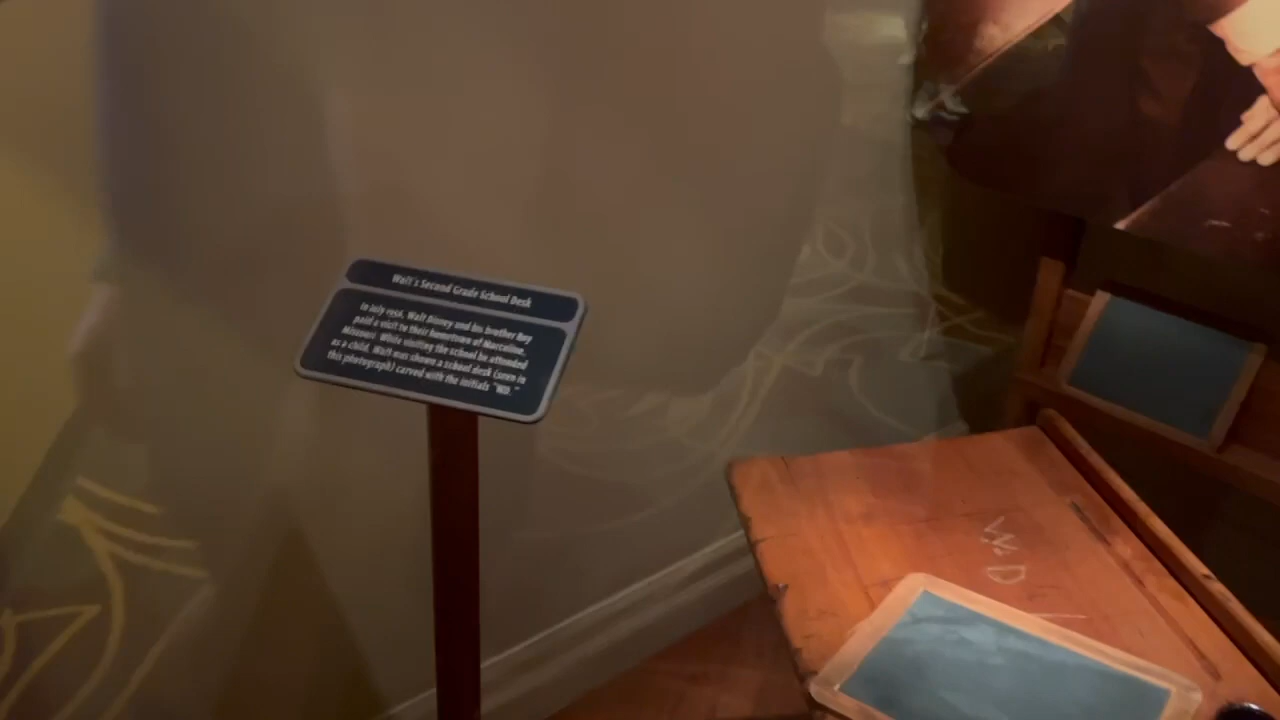 Walt's Second Grade School Desk
In July 1956, Walt Disney and his brother Roy
paid a visit to their hometown of Marceline,
Missouri. While visiting the school he attended
as a child, Walt was shown a school desk (seen in
this photograph) carved with the initials "WD."
W D